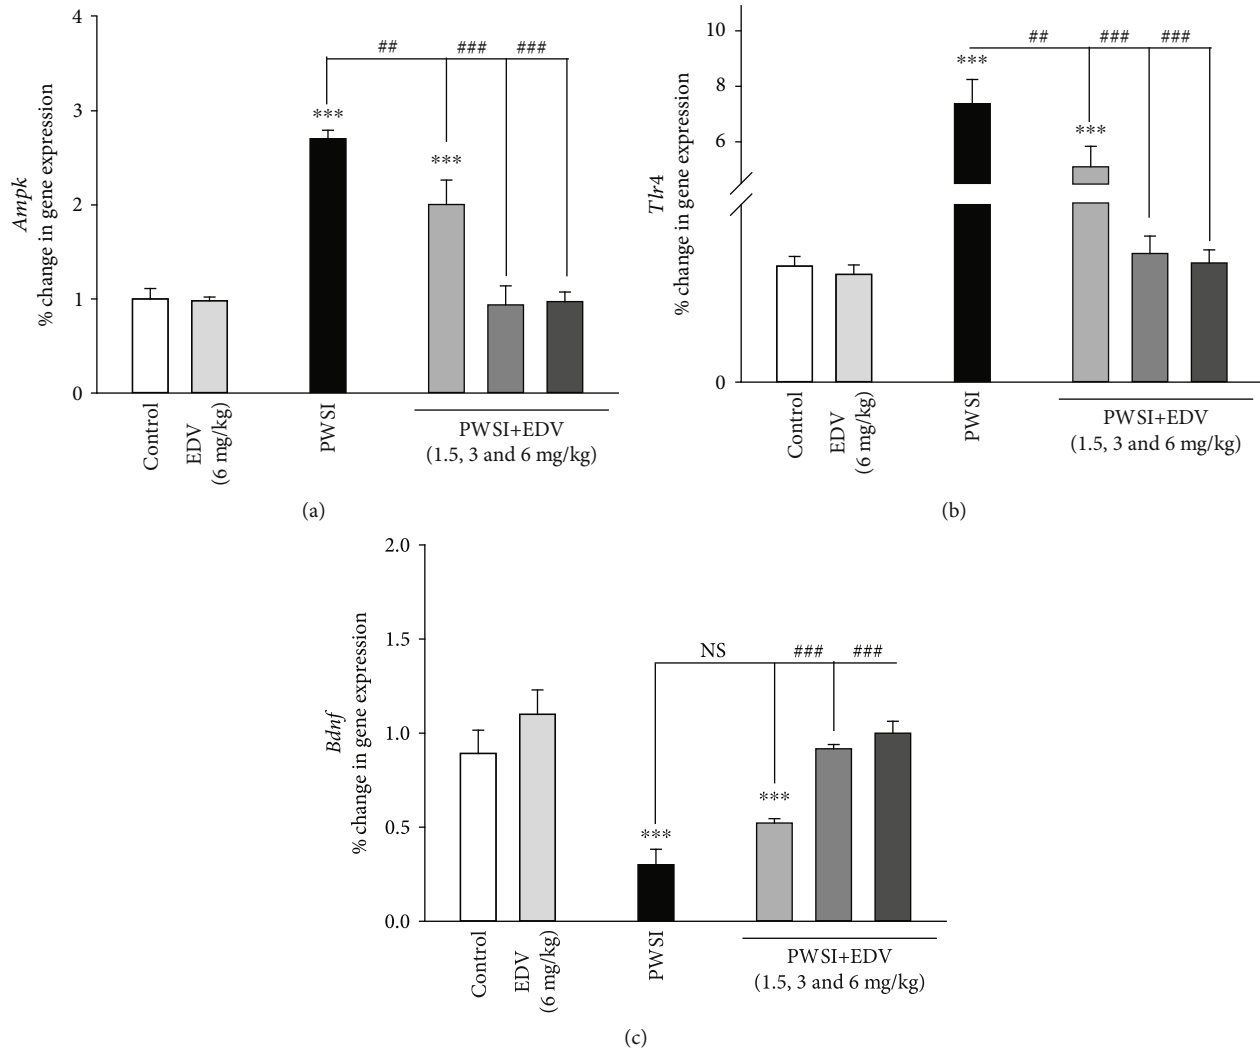 4
3
2
1
0
Ampk
% change in gene expression
***
***
##
###
###
Control
EDV
(6 mg/kg)
PWSI
PWSI+EDV
(1.5, 3 and 6 mg/kg)
(a)
10
8
6
0
Tlr4
% change in gene expression
***
***
##
###
###
Control
EDV
(6 mg/kg)
PWSI
PWSI+EDV
(1.5, 3 and 6 mg/kg)
(b)
2.0
1.5
1.0
0.5
0.0
Bdnf
% change in gene expression
***
***
NS
###
###
Control
EDV
(6 mg/kg)
PWSI
PWSI+EDV
(1.5, 3 and 6 mg/kg)
(c)